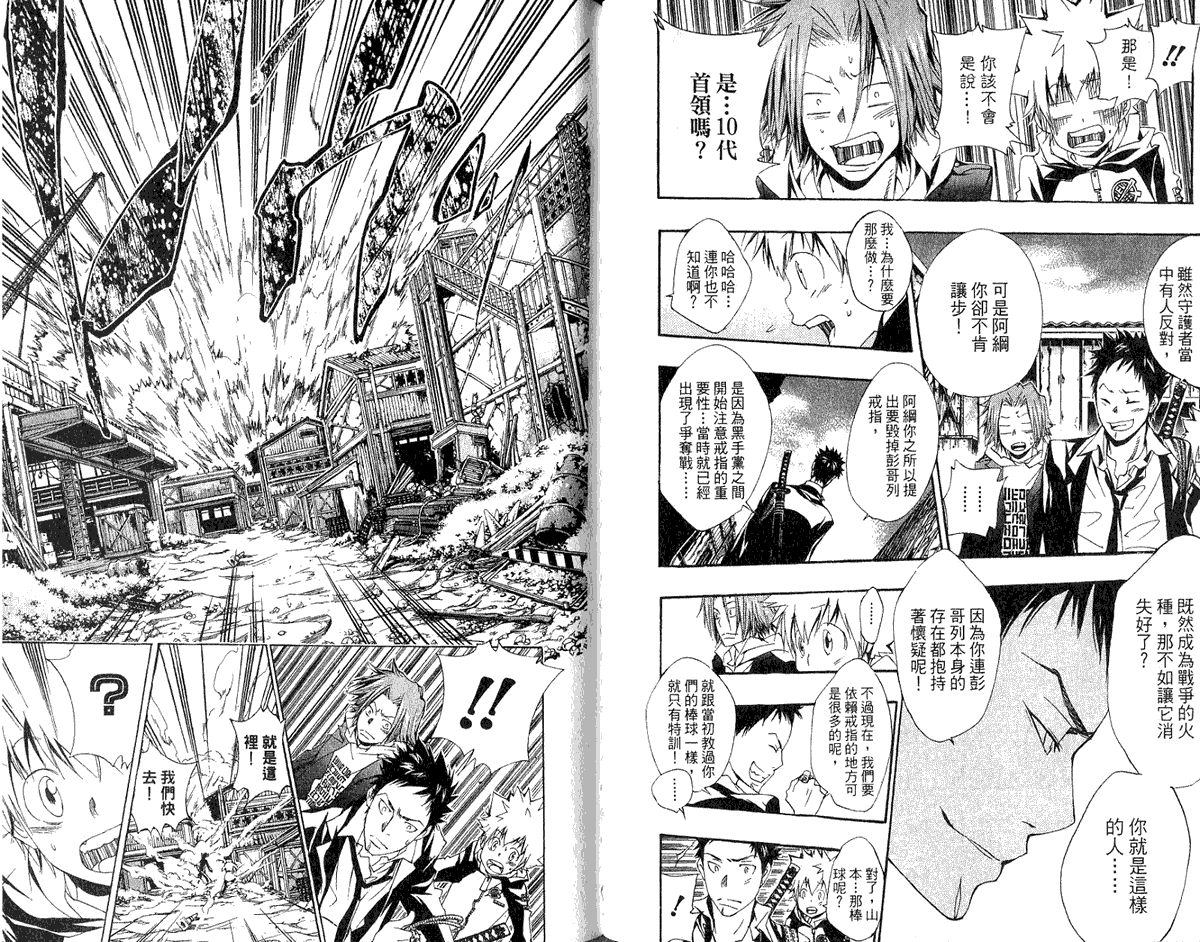 !!
那是!
你該不會
是說…!
是…10代
首領嗎?
雖然守護者當
中有人反對,
可是阿綱
你卻不肯
讓步!
……
我…為什麼要
那麼做…?
哈哈哈…
連你也不
知道啊?
阿綱你之所以提
出要毀掉彭哥列
戒指,
是因為黑手黨之間
開始注意戒指的重
要性…當時就已經
出現了爭奪戰……
既然成為戰爭的火
種,那不如讓它消
失好了?
因為你連彭
哥列本身的
存在都抱持
著懷疑呢!
你就是這樣
的人……
……
不過現在,我們要
依賴戒指的地方可
是很多的呢,
就跟當初教過你
們的棒球一樣,
就只有特訓!
……
對了,山
本…那棒
球呢?
!
!!
就是這
裡!
我們快
去!
?